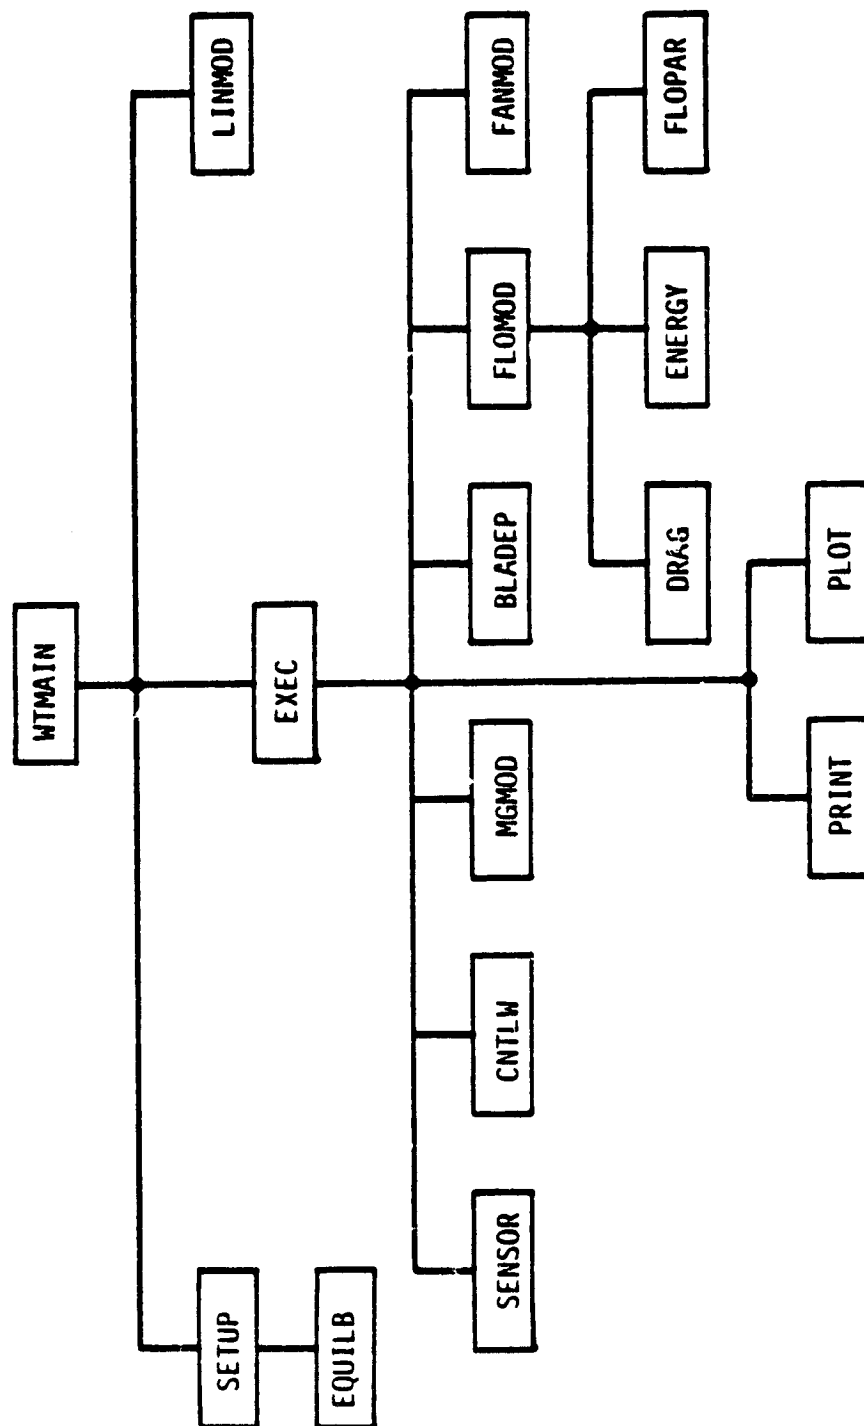 WTMAIN
SETUP
EXEC
LINMOD
EQUILB
SENSOR
CNTLW
MGMOD
BLADEP
FLOMOD
FANMOD
DRAG
ENERGY
FLOPAR
PRINT
PLOT